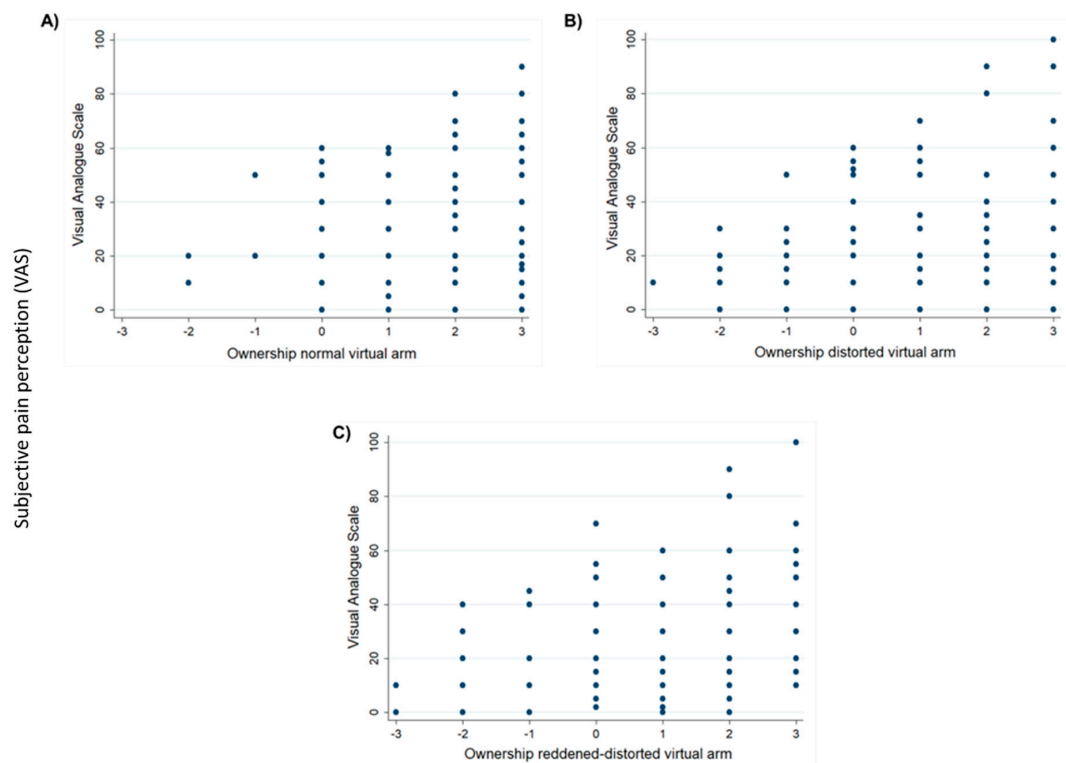 Subjective pain perception (VAS)
A)
Visual Analogue Scale
100
80
60
40
20
0
-3 -2 -1 0 1 2 3
Ownership normal virtual arm
B)
Visual Analogue Scale
100
80
60
40
20
0
-3 -2 -1 0 1 2 3
Ownership distorted virtual arm
C)
Visual Analogue Scale
100
80
60
40
20
0
-3 -2 -1 0 1 2 3
Ownership reddened-distorted virtual arm